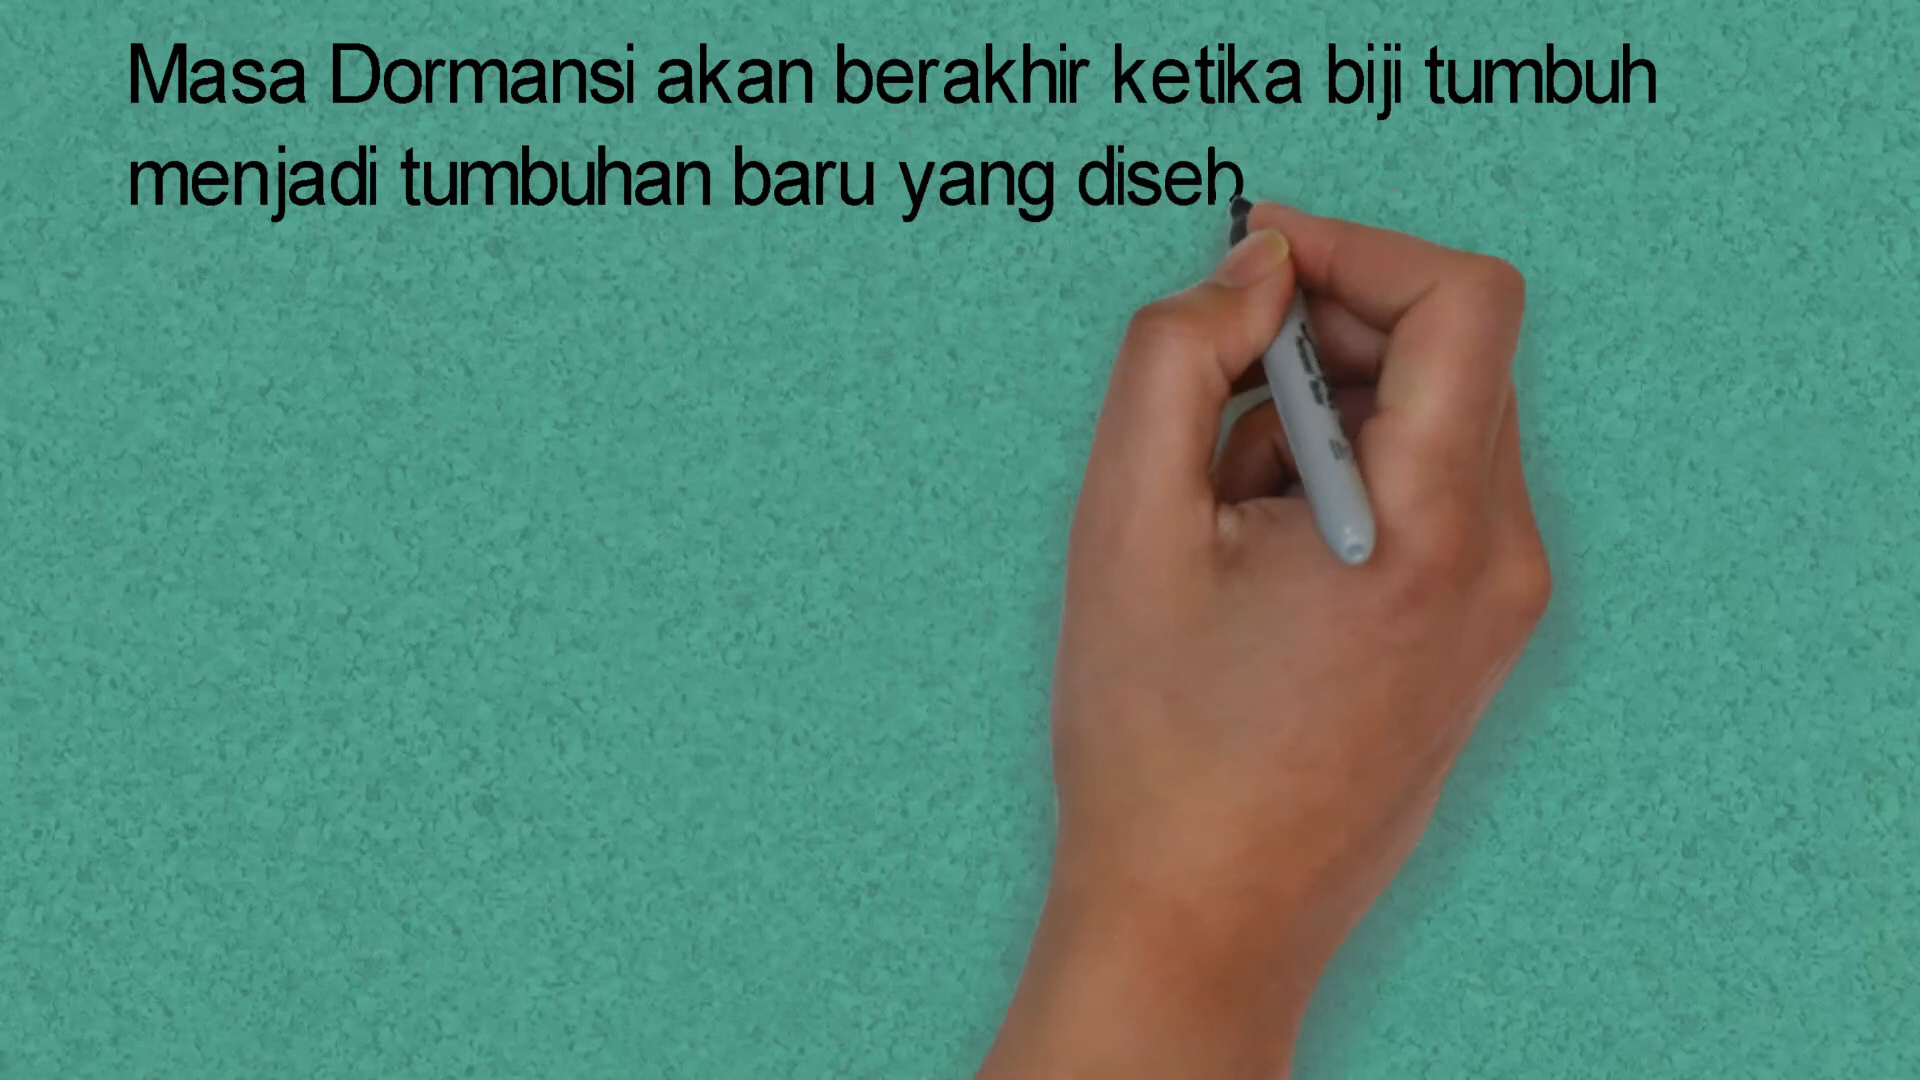 Masa Dormansi akan berakhir ketika biji tumbuh
menjadi tumbuhan baru yang diseb